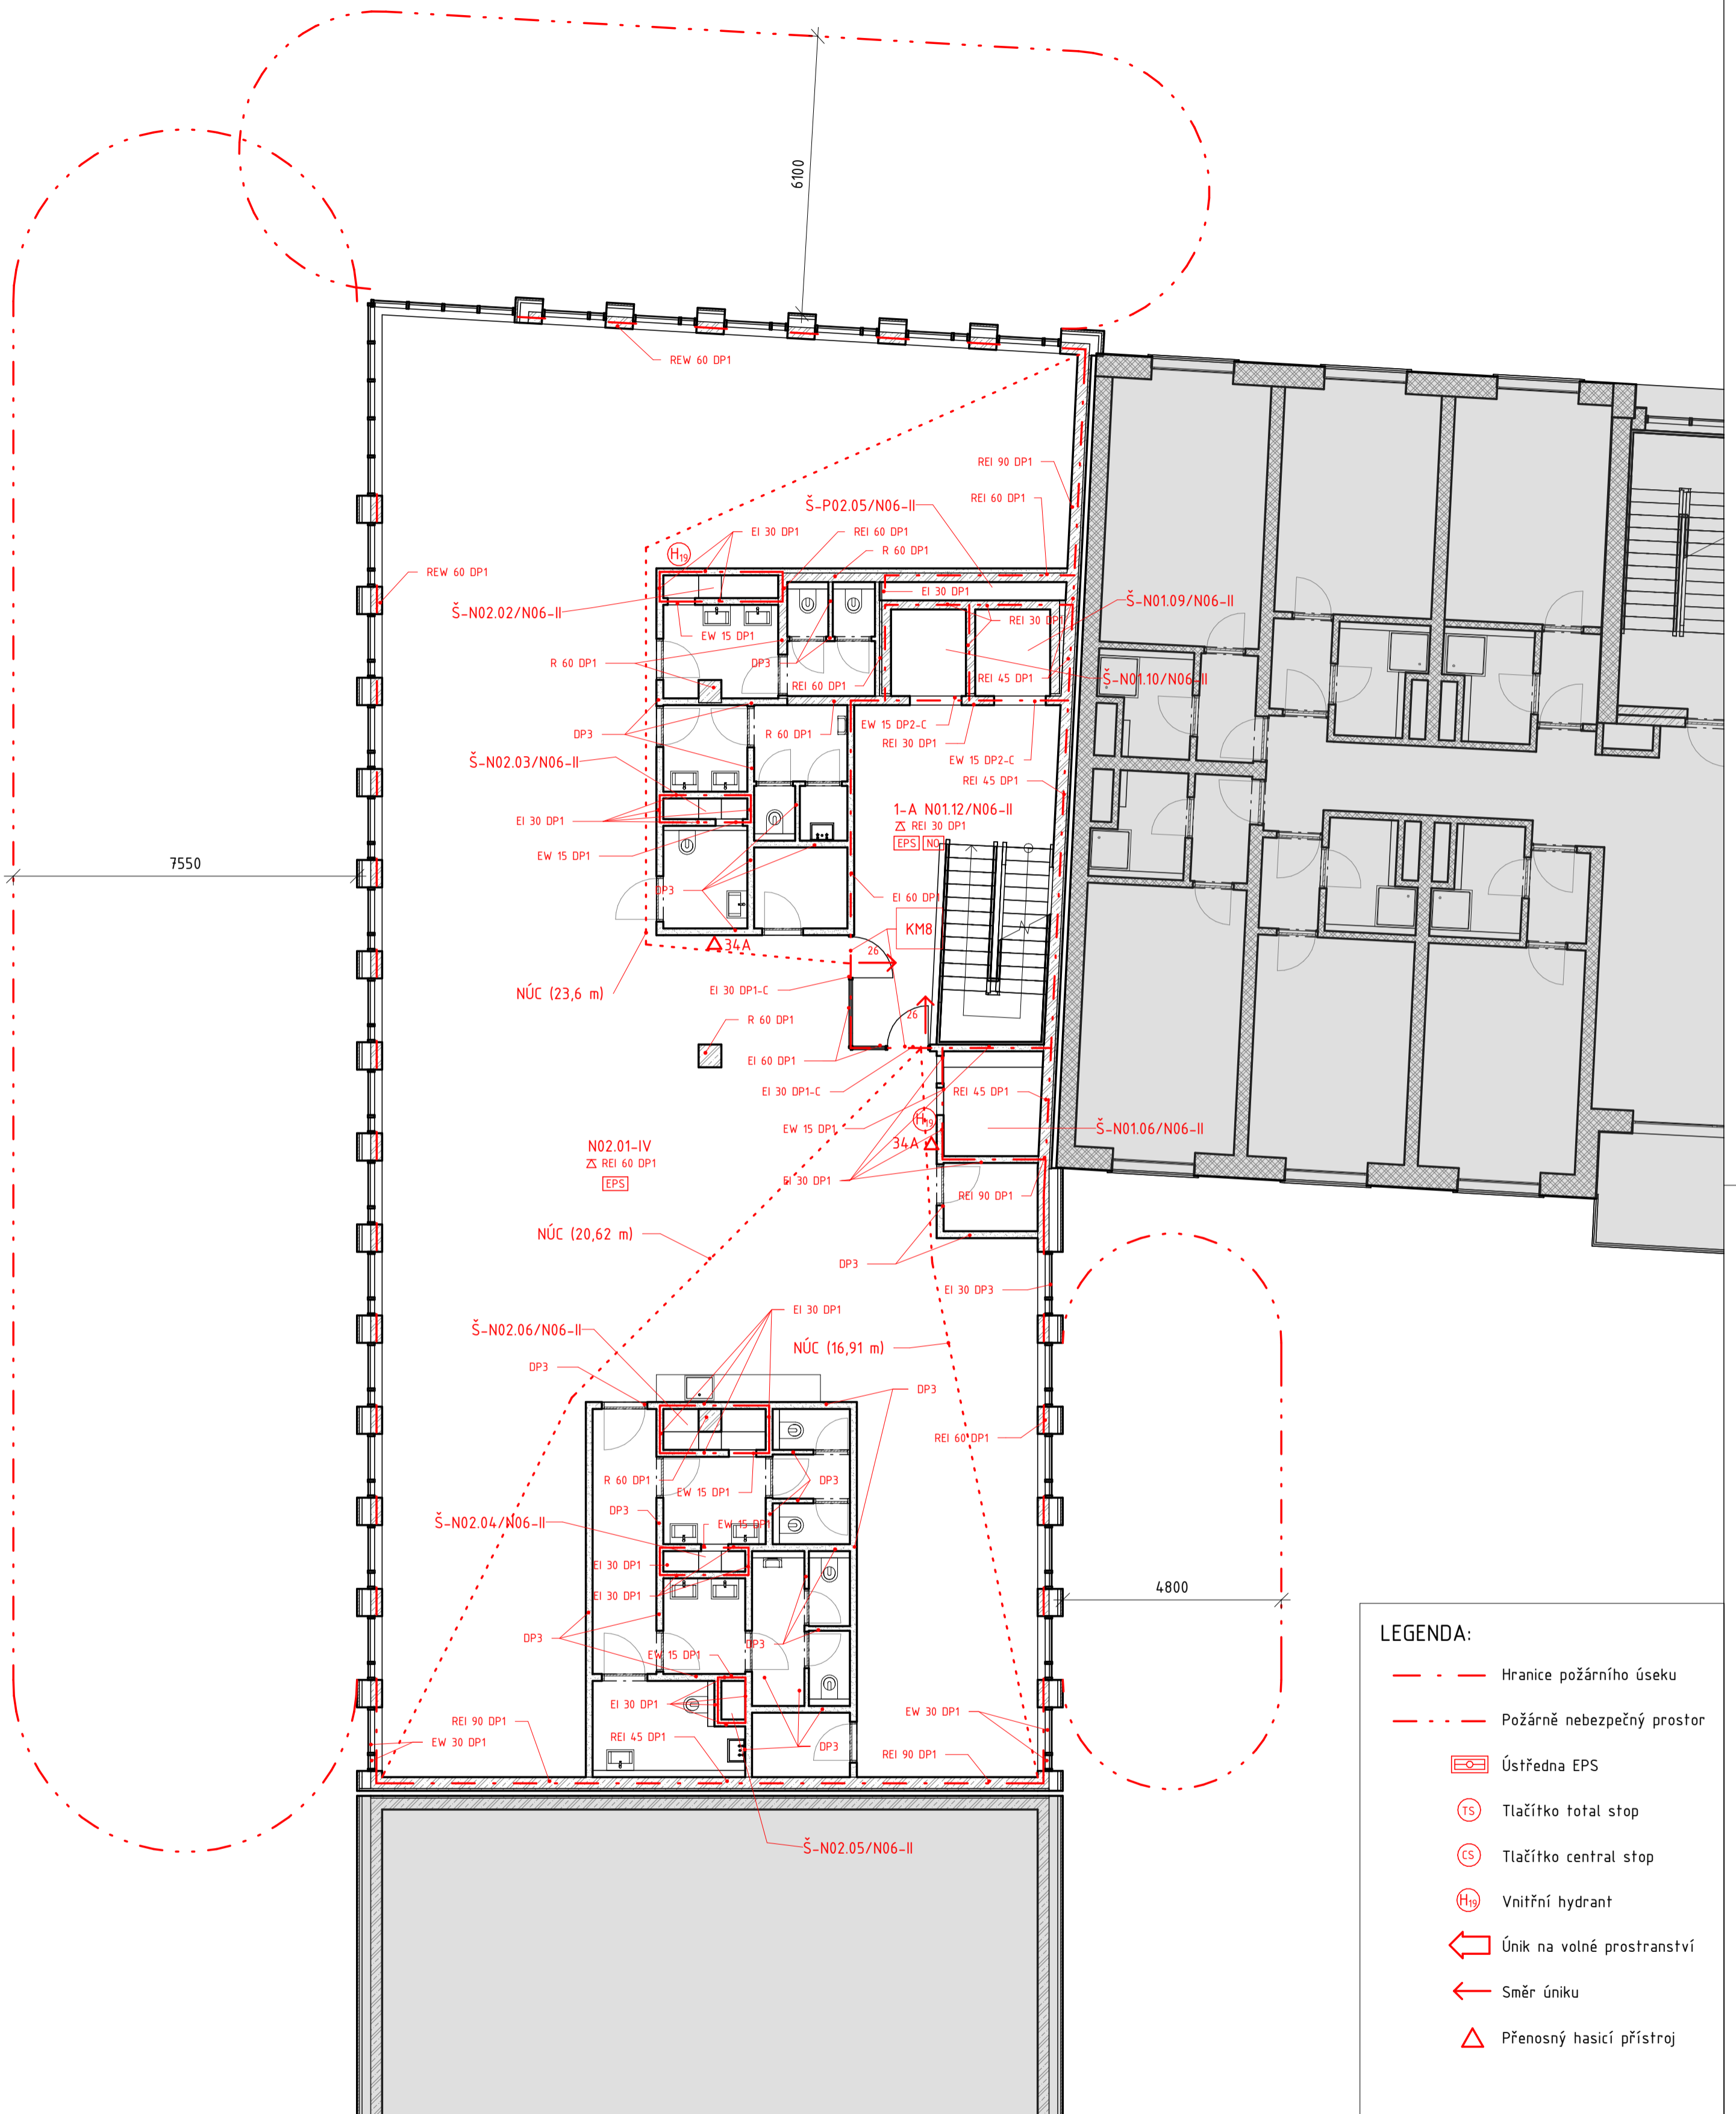 6100
REW 60 DP1
REI 90 DP1
REI 60 DP1
Š-P02.05/N06-II
EI 30 DP1
REI 60 DP1
H19
R 60 DP1
REW 60 DP1
EI 30 DP1
Š-N01.09/N06-II
Š-N02.02/N06-II
REI 30 DP1
EW 15 DP1
R 60 DP1
DP3
REI 60 DP1
REI 45 DP1
Š-N01.10/N06-II
EW 15 DP2-C
DP3
R 60 DP1
REI 30 DP1
Š-N02.03/N06-II
EW 15 DP2-C
REI 45 DP1
1-A N01.12/N06-II
EI 30 DP1
REI 30 DP1
EPS
NO
EW 15 DP1
7550
DP3
EI 60 DP1
KM8
34A
26
EI 30 DP1-C
NÚC (23,6 m)
26
R 60 DP1
EI 60 DP1
EI 30 DP1-C
REI 45 DP1
H19
EW 15 DP1
Š-N01.06/N06-II
34A
N02.01-IV
REI 60 DP1
EPS
EI 30 DP1
REI 90 DP1
NÚC (20,62 m)
DP3
EI 30 DP3
EI 30 DP1
Š-N02.06/N06-II
NÚC (16,91 m)
DP3
DP3
REI 60 DP1
R 60 DP1
DP3
EW 15 DP1
DP3
Š-N02.04/N06-II
EW 15 DP1
EI 30 DP1
4800
EI 30 DP1
DP3
DP3
EW 15 DP1
EI 30 DP1
EW 30 DP1
REI 90 DP1
REI 45 DP1
EW 30 DP1
DP3
REI 90 DP1
Š-N02.05/N06-II
LEGENDA:
Hranice požárního úseku
Požárně nebezpečný prostor
Ústředna EPS
TS Tlačítko total stop
CS Tlačítko central stop
H19 Vnitřní hydrant
Únik na volné prostranství
Směr úniku
Přenosný hasicí přístroj